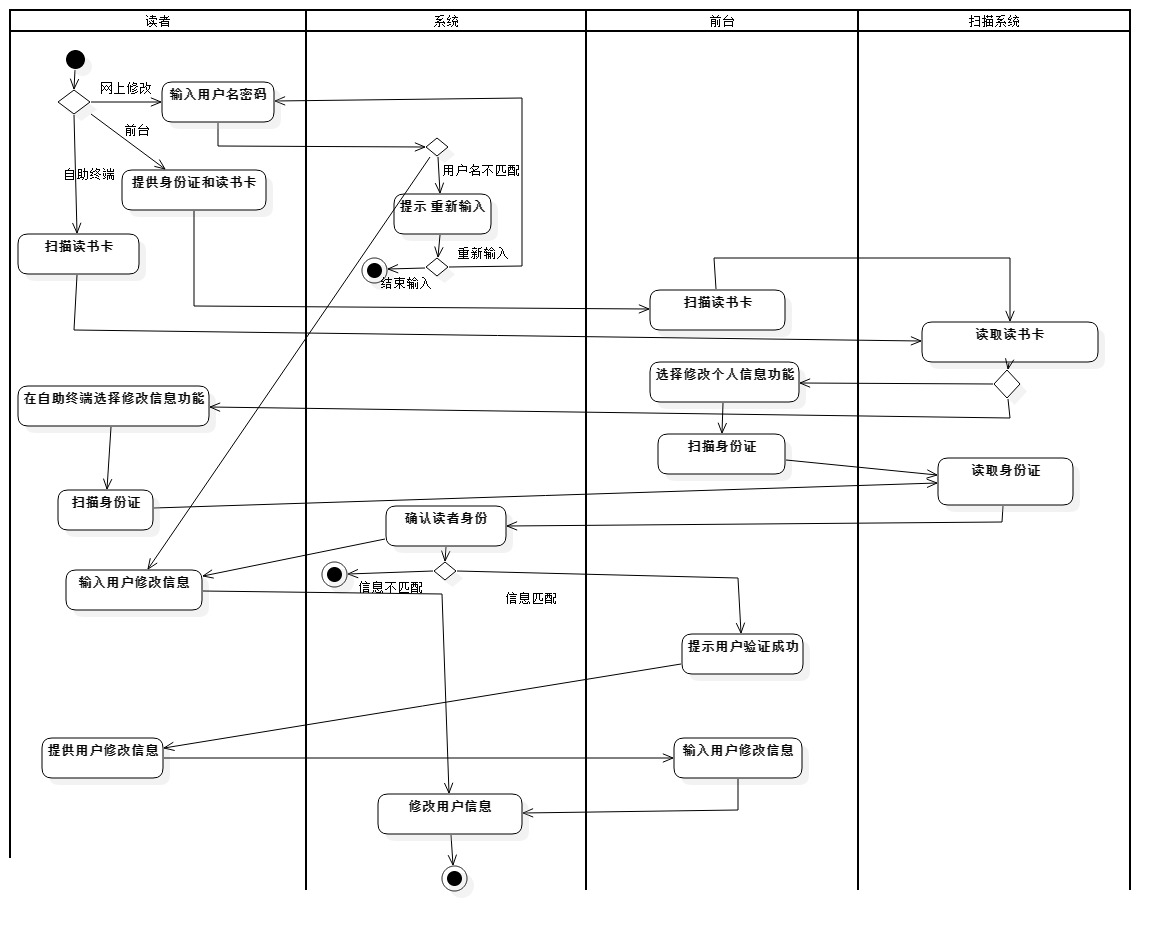 读者
系统
前台
扫描系统
网上修改
输入用户名密码
前台
用户名不匹配
自助终端
提供身份证和读书卡
提示 重新输入
扫描读书卡
重新输入
结束输入
扫描读书卡
读取读书卡
选择修改个人信息功能
在自助终端选择修改信息功能
扫描身份证
读取身份证
扫描身份证
确认读者身份
输入用户修改信息
信息不匹配
信息匹配
提示用户验证成功
提供用户修改信息
输入用户修改信息
修改用户信息